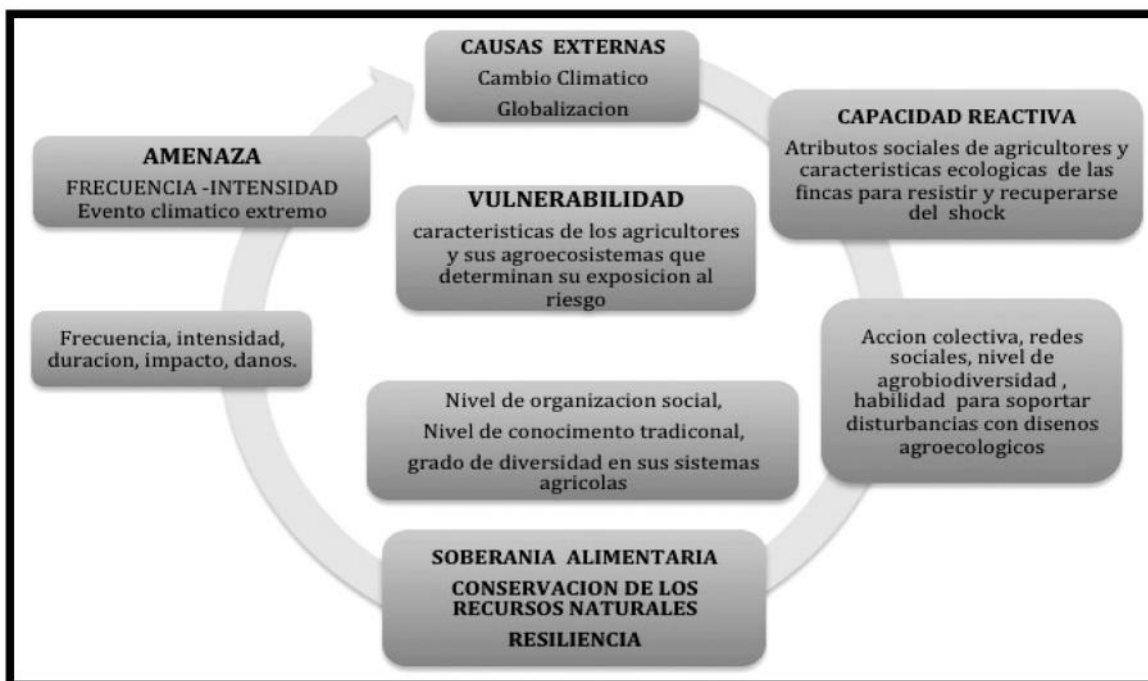 CAUSAS EXTERNAS
Cambio Climatico
Globalizacion
CAPACIDAD REACTIVA
Atributos sociales de agricultores y
caracteristicas ecologicas de las
fincas para resistir y recuperarse
del shock
AMENAZA
FRECUENCIA -INTENSIDAD
Evento climatico extremo
VULNERABILIDAD
caracteristicas de los agricultores
y sus agroecosistemas que
determinan su exposicion al
riesgo
Frecuencia, intensidad,
duracion, impacto, danos.
Accion colectiva, redes
sociales, nivel de
agrobiodiversidad ,
habilidad para soportar
disturbancias con disenos
agroecologicos
Nivel de organizacion social,
Nivel de conocimento tradiconal,
grado de diversidad en sus sistemas
agricolas
SOBERANIA ALIMENTARIA
CONSERVACION DE LOS
RECURSOS NATURALES
RESILIENCIA